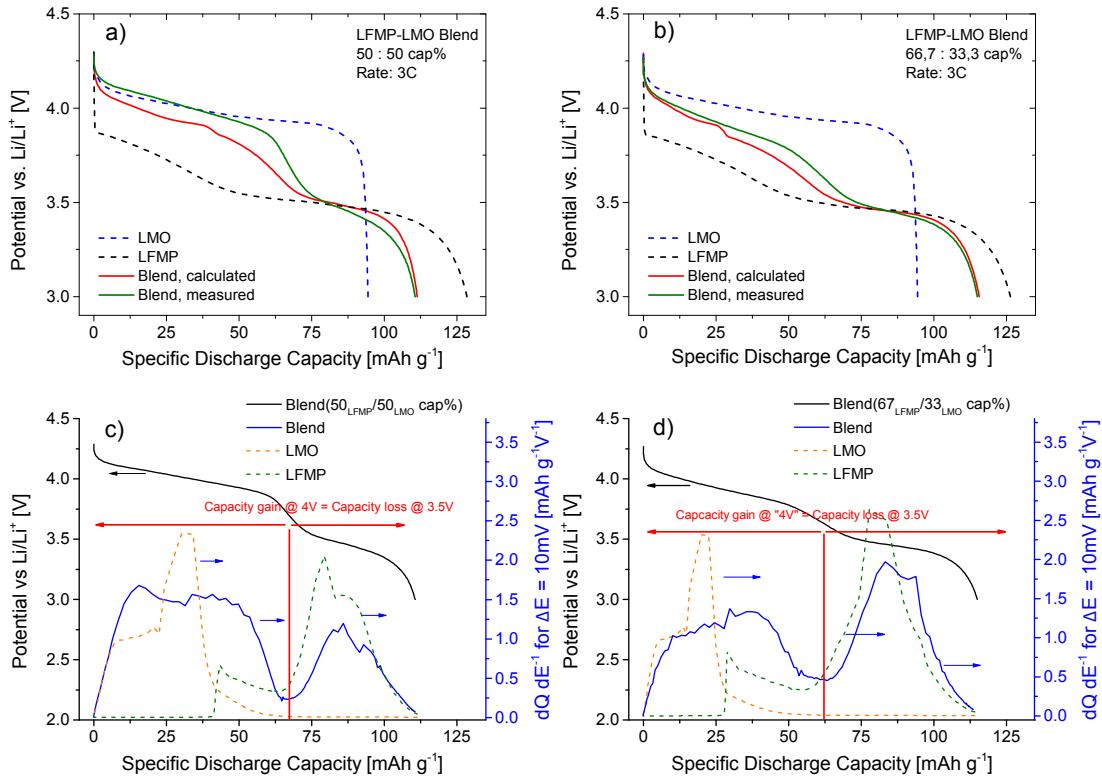 a)
LFMP-LMO Blend
50 : 50 cap%
Rate: 3C
4.5
4.0
3.5
3.0
Potential vs. Li/Li⁺ [V]
LMO
LFMP
Blend, calculated
Blend, measured
0 25 50 75 100 125
Specific Discharge Capacity [mAh g⁻¹]
b)
LFMP-LMO Blend
66,7 : 33,3 cap%
Rate: 3C
4.5
4.0
3.5
3.0
Potential vs. Li/Li⁺ [V]
LMO
LFMP
Blend, calculated
Blend, measured
0 25 50 75 100 125
Specific Discharge Capacity [mAh g⁻¹]
c)
Blend(50LFMP/50LMO cap%)
Blend
LMO
LFMP
4.5
4.0
3.5
3.0
2.5
2.0
Potential vs Li/Li⁺ [V]
Capacity gain @ 4V = Capacity loss @ 3.5V
3.5
3.0
2.5
2.0
1.5
1.0
0.5
0.0
dQ dE⁻¹ for ΔE = 10mV [mAh g⁻¹V⁻¹]
0 25 50 75 100 125
Specific Discharge Capacity [mAh g⁻¹]
d)
Blend(67LFMP/33LMO cap%)
Blend
LMO
LFMP
4.5
4.0
3.5
3.0
2.5
2.0
Potential vs Li/Li⁺ [V]
Capcacity gain @ "4V" = Capacity loss @ 3.5V
3.5
3.0
2.5
2.0
1.5
1.0
0.5
0.0
dQ dE⁻¹ for ΔE = 10mV [mAh g⁻¹V⁻¹]
0 25 50 75 100 125
Specific Discharge Capacity [mAh g⁻¹]